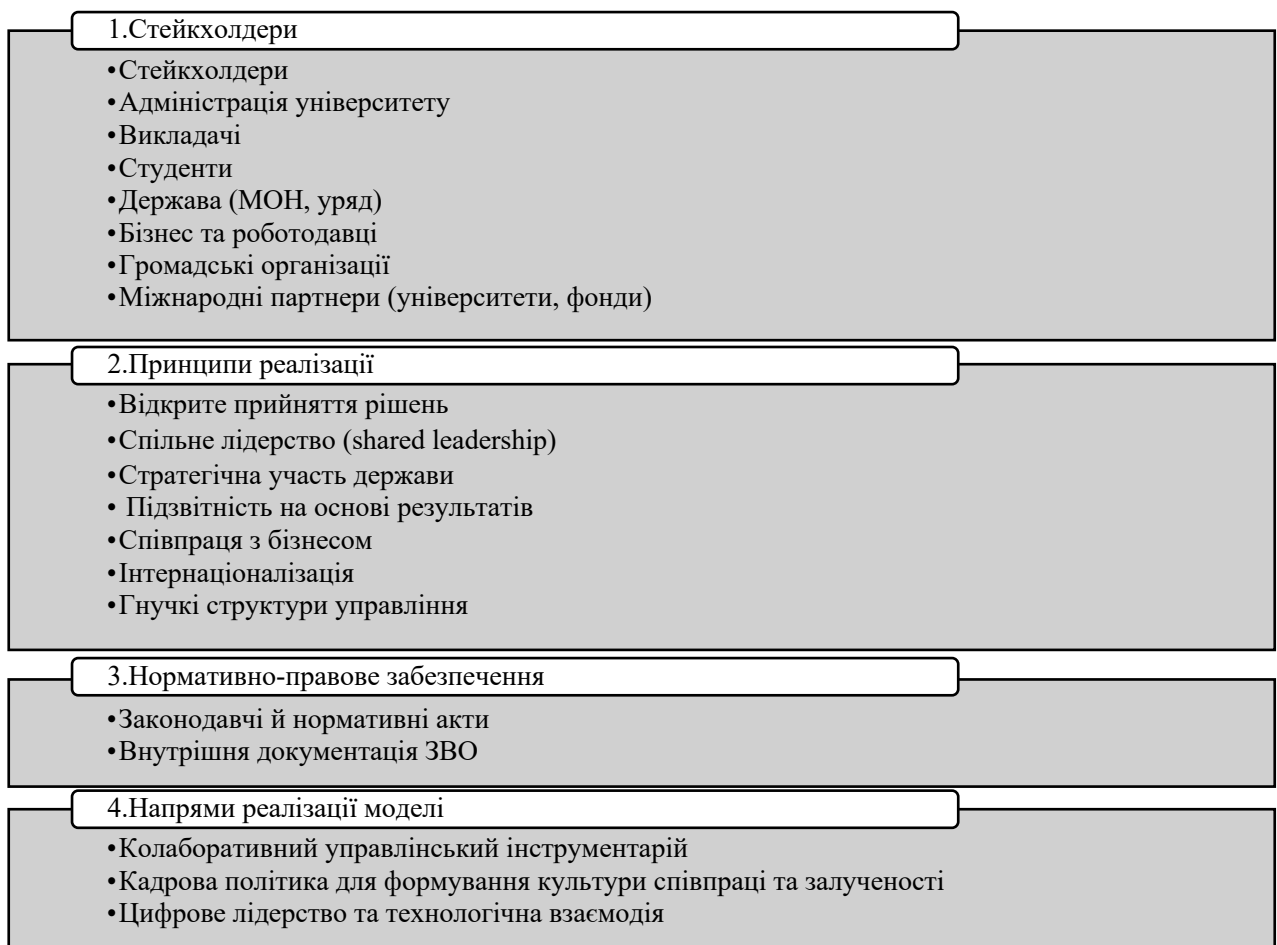 1.Стейкхолдери
•Стейкхолдери
•Адміністрація університету
•Викладачі
•Студенти
•Держава (МОН, уряд)
•Бізнес та роботодавці
•Громадські організації
•Міжнародні партнери (університети, фонди)
2.Принципи реалізації
•Відкрите прийняття рішень
•Спільне лідерство (shared leadership)
•Стратегічна участь держави
• Підзвітність на основі результатів
•Співпраця з бізнесом
•Інтернаціоналізація
•Гнучкі структури управління
3.Нормативно-правове забезпечення
•Законодавчі й нормативні акти
•Внутрішня документація ЗВО
4.Напрями реалізації моделі
•Колаборативний управлінський інструментарій
•Кадрова політика для формування культури співпраці та залученості
•Цифрове лідерство та технологічна взаємодія